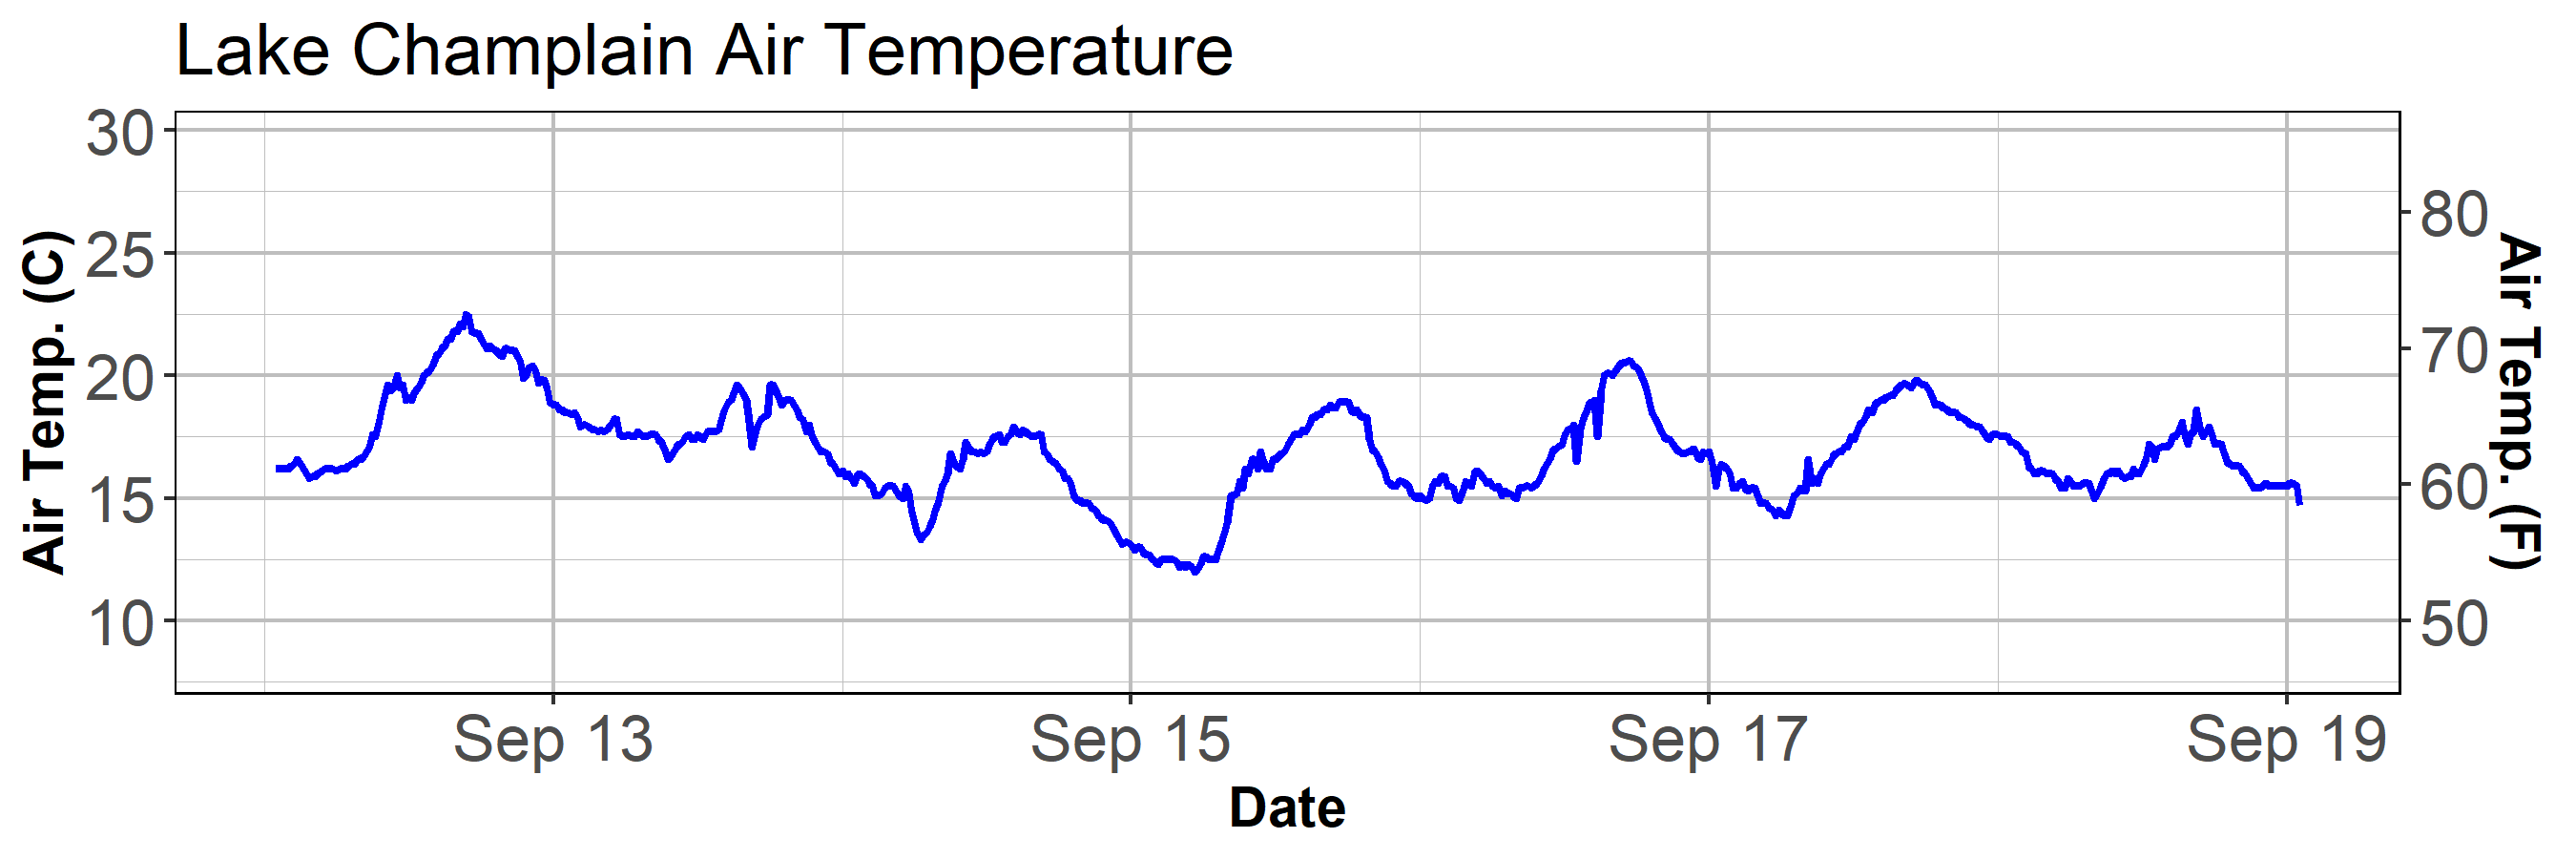 Lake Champlain Air Temperature
Air Temp. (C)
30
25
20
15
10
80
70
60
50
Air Temp. (F)
Sep 13
Sep 15
Sep 17
Sep 19
Date